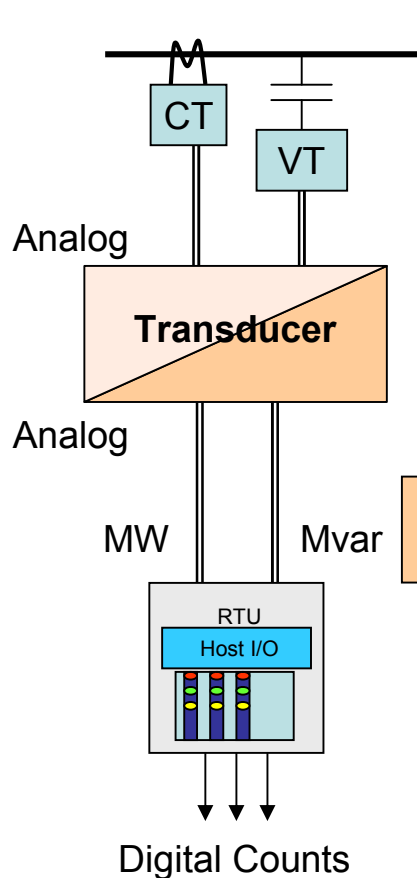 CT
VT
Analog
Transducer
Analog
MW Mvar
RTU
Host I/O
Digital Counts